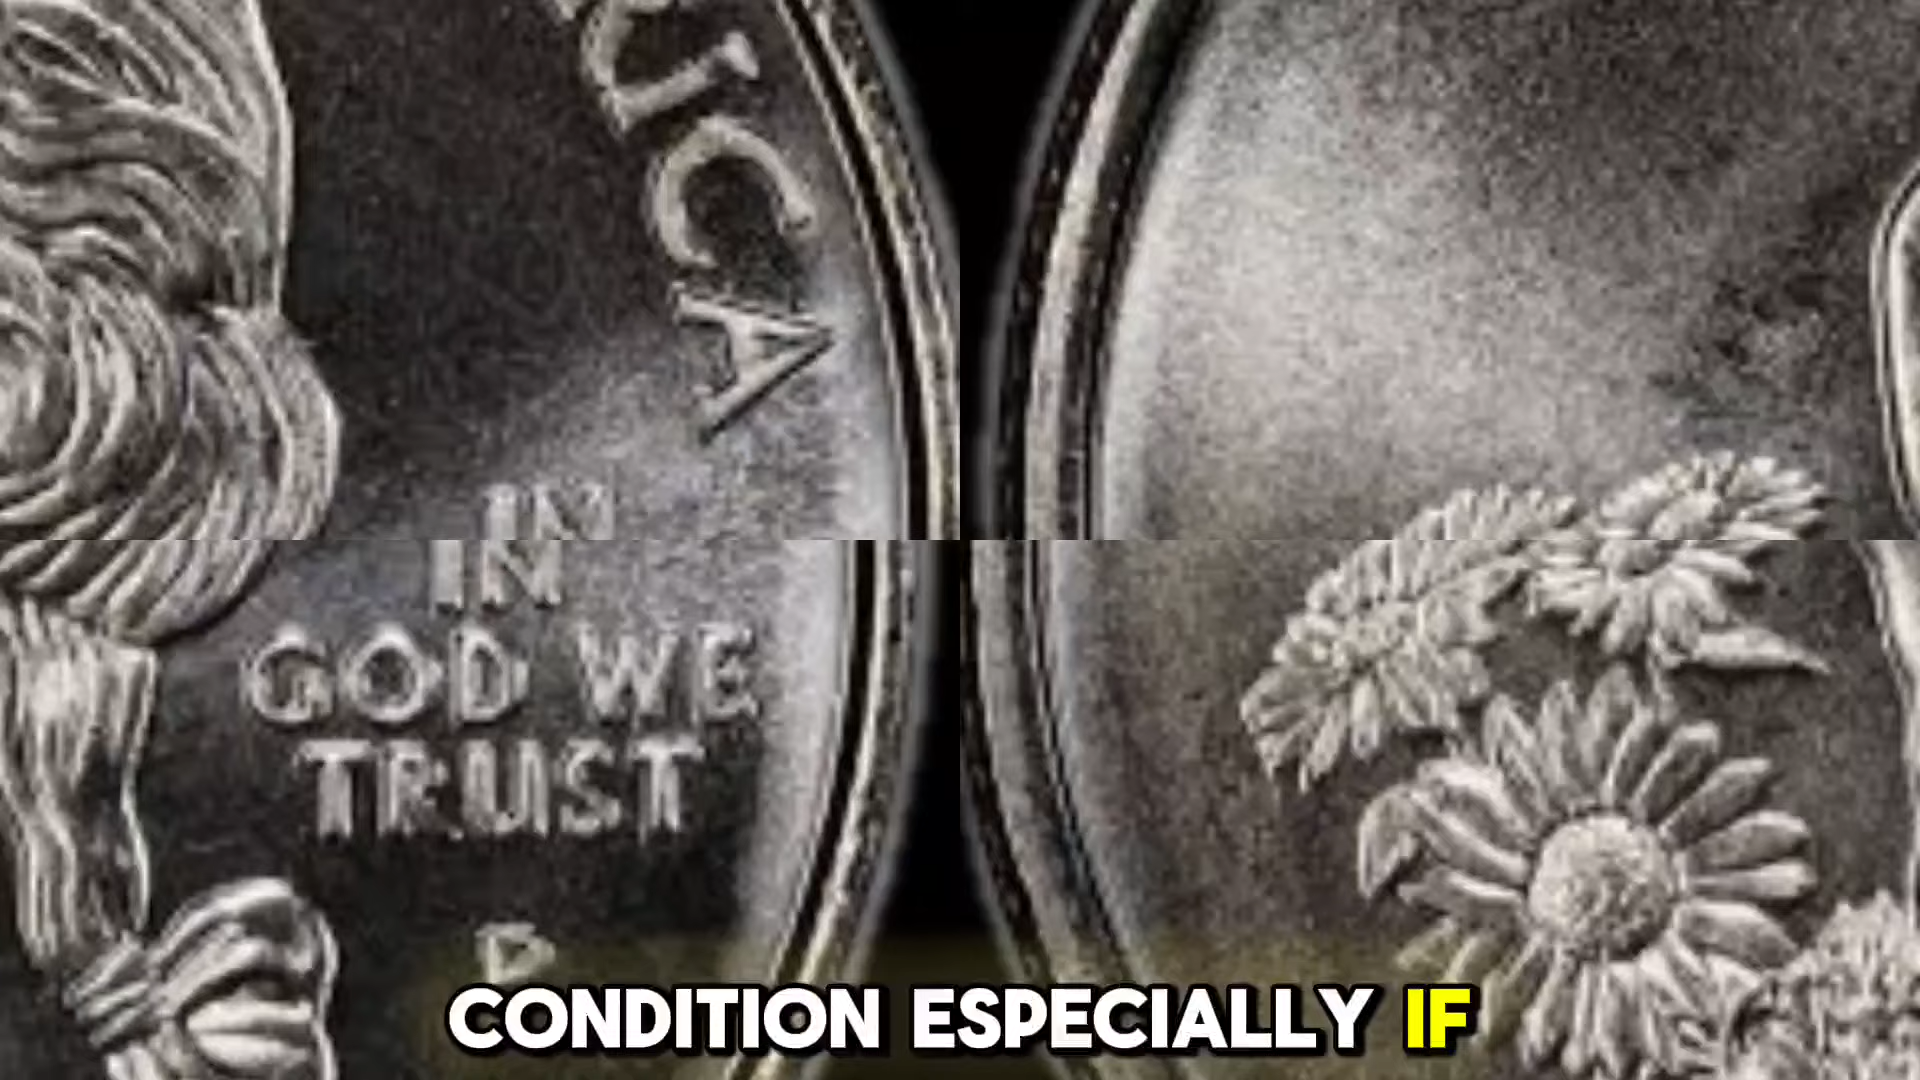 ICA
IN
IN
GOD WE
TRUST
P
CONDITION ESPECIALLY IF